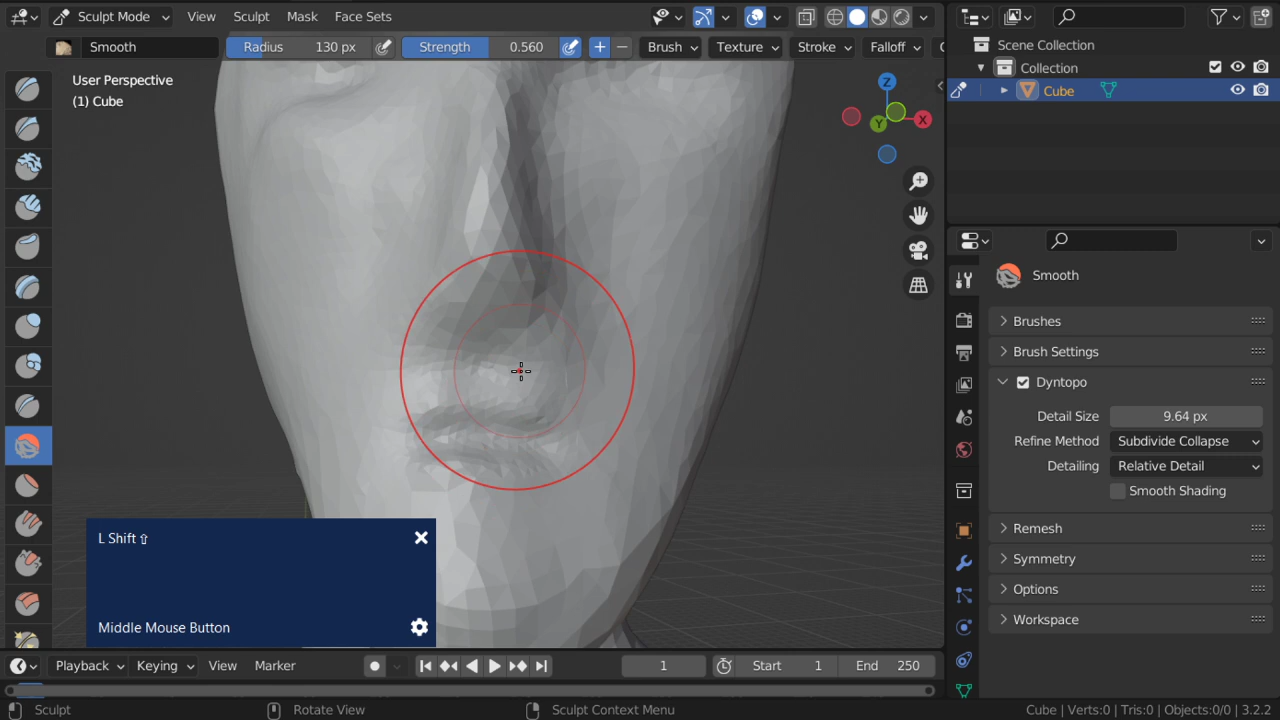 Sculpt Mode View Sculpt Mask Face Sets
Smooth Radius 130 px Strength 0.560 Brush Texture Stroke Falloff
User Perspective
(1) Cube
Z
X
Y
L Shift ⇧
Middle Mouse Button
Playback Keying View Marker 1 Start 1 End 250
Sculpt Rotate View Sculpt Context Menu Cube | Verts:0 | Tris:0 | Objects:0/0 | 3.2.2
Scene Collection
Collection
Cube
Smooth
Brushes
Brush Settings
Dyntopo
Detail Size 9.64 px
Refine Method Subdivide Collapse
Detailing Relative Detail
Smooth Shading
Remesh
Symmetry
Options
Workspace